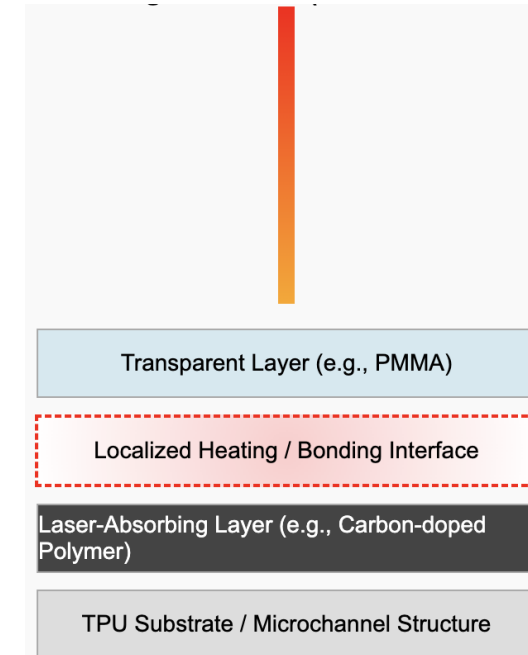 Transparent Layer (e.g., PMMA)
Localized Heating / Bonding Interface
Laser-Absorbing Layer (e.g., Carbon-doped
Polymer)
TPU Substrate / Microchannel Structure